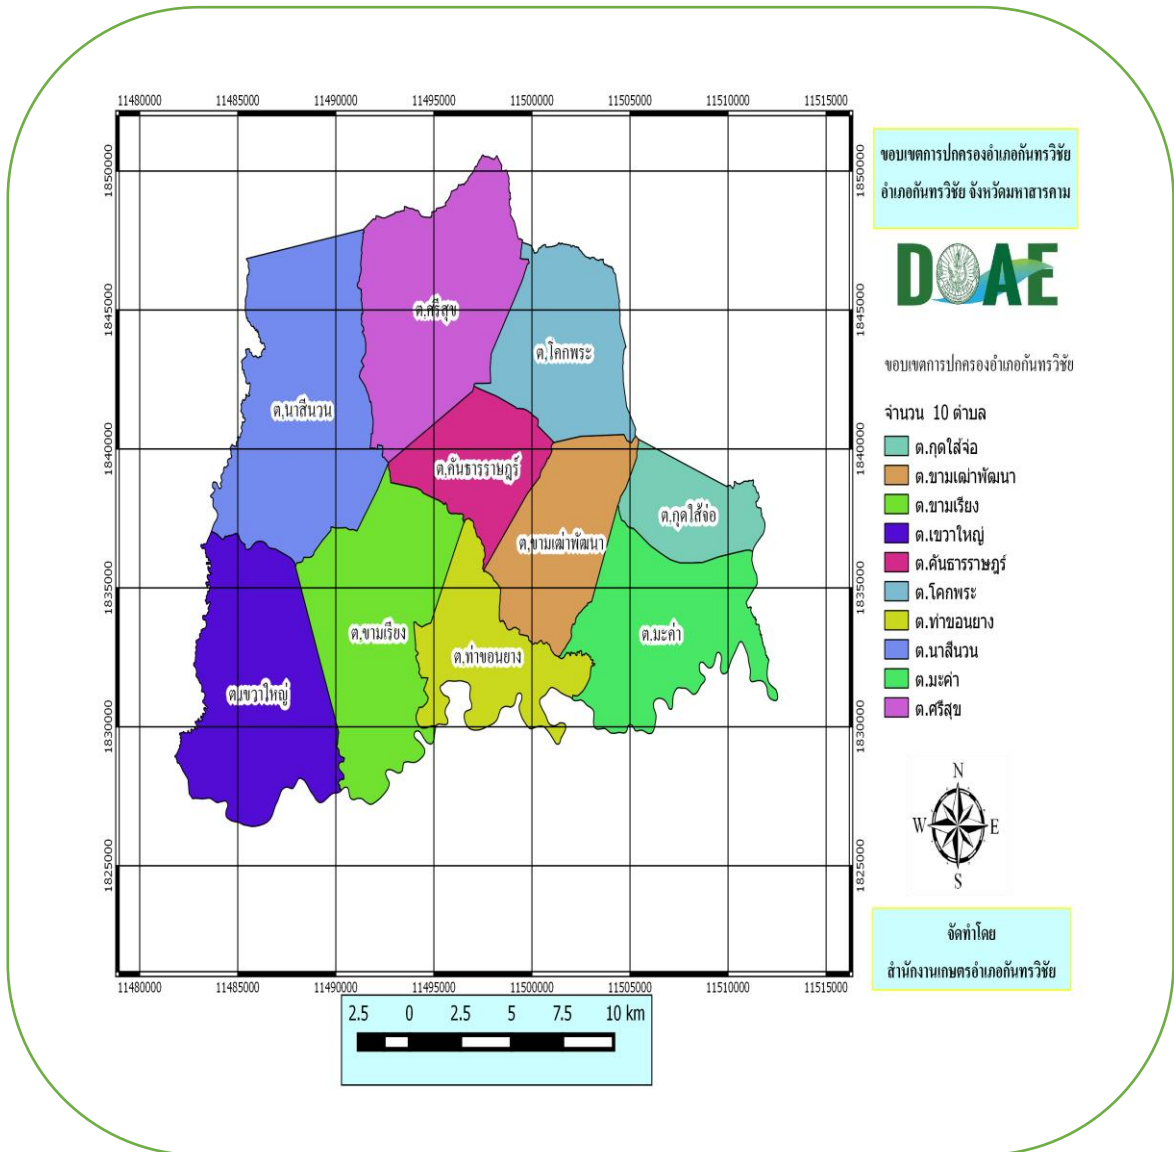 11480000 11485000 11490000 11495000 11500000 11505000 11510000 11515000
1850000
1845000
1840000
1835000
1830000
1825000
1850000
1845000
1840000
1835000
1830000
1825000
ต.ศรีสุข
ต.โคกพระ
ต.นาสีนวน
ต.คันธารราษฎร์
ต.กุดใส้จ่อ
ต.ขามเฒ่าพัฒนา
ต.ขามเรียง
ต.มะค่า
ต.ท่าขอนยาง
ต.เขวาใหญ่
11480000 11485000 11490000 11495000 11500000 11505000 11510000 11515000
2.5 0 2.5 5 7.5 10 km
ขอบเขตการปกครองอำเภอกันทรวิชัย
อำเภอกันทรวิชัย จังหวัดมหาสารคาม
DOAE
ขอบเขตการปกครองอำเภอกันทรวิชัย
จำนวน 10 ตำบล
ต.กุดใส้จ่อ
ต.ขามเฒ่าพัฒนา
ต.ขามเรียง
ต.เขวาใหญ่
ต.คันธารราษฎร์
ต.โคกพระ
ต.ท่าขอนยาง
ต.นาสีนวน
ต.มะค่า
ต.ศรีสุข
N
W E
S
จัดทำโดย
สำนักงานเกษตรอำเภอกันทรวิชัย